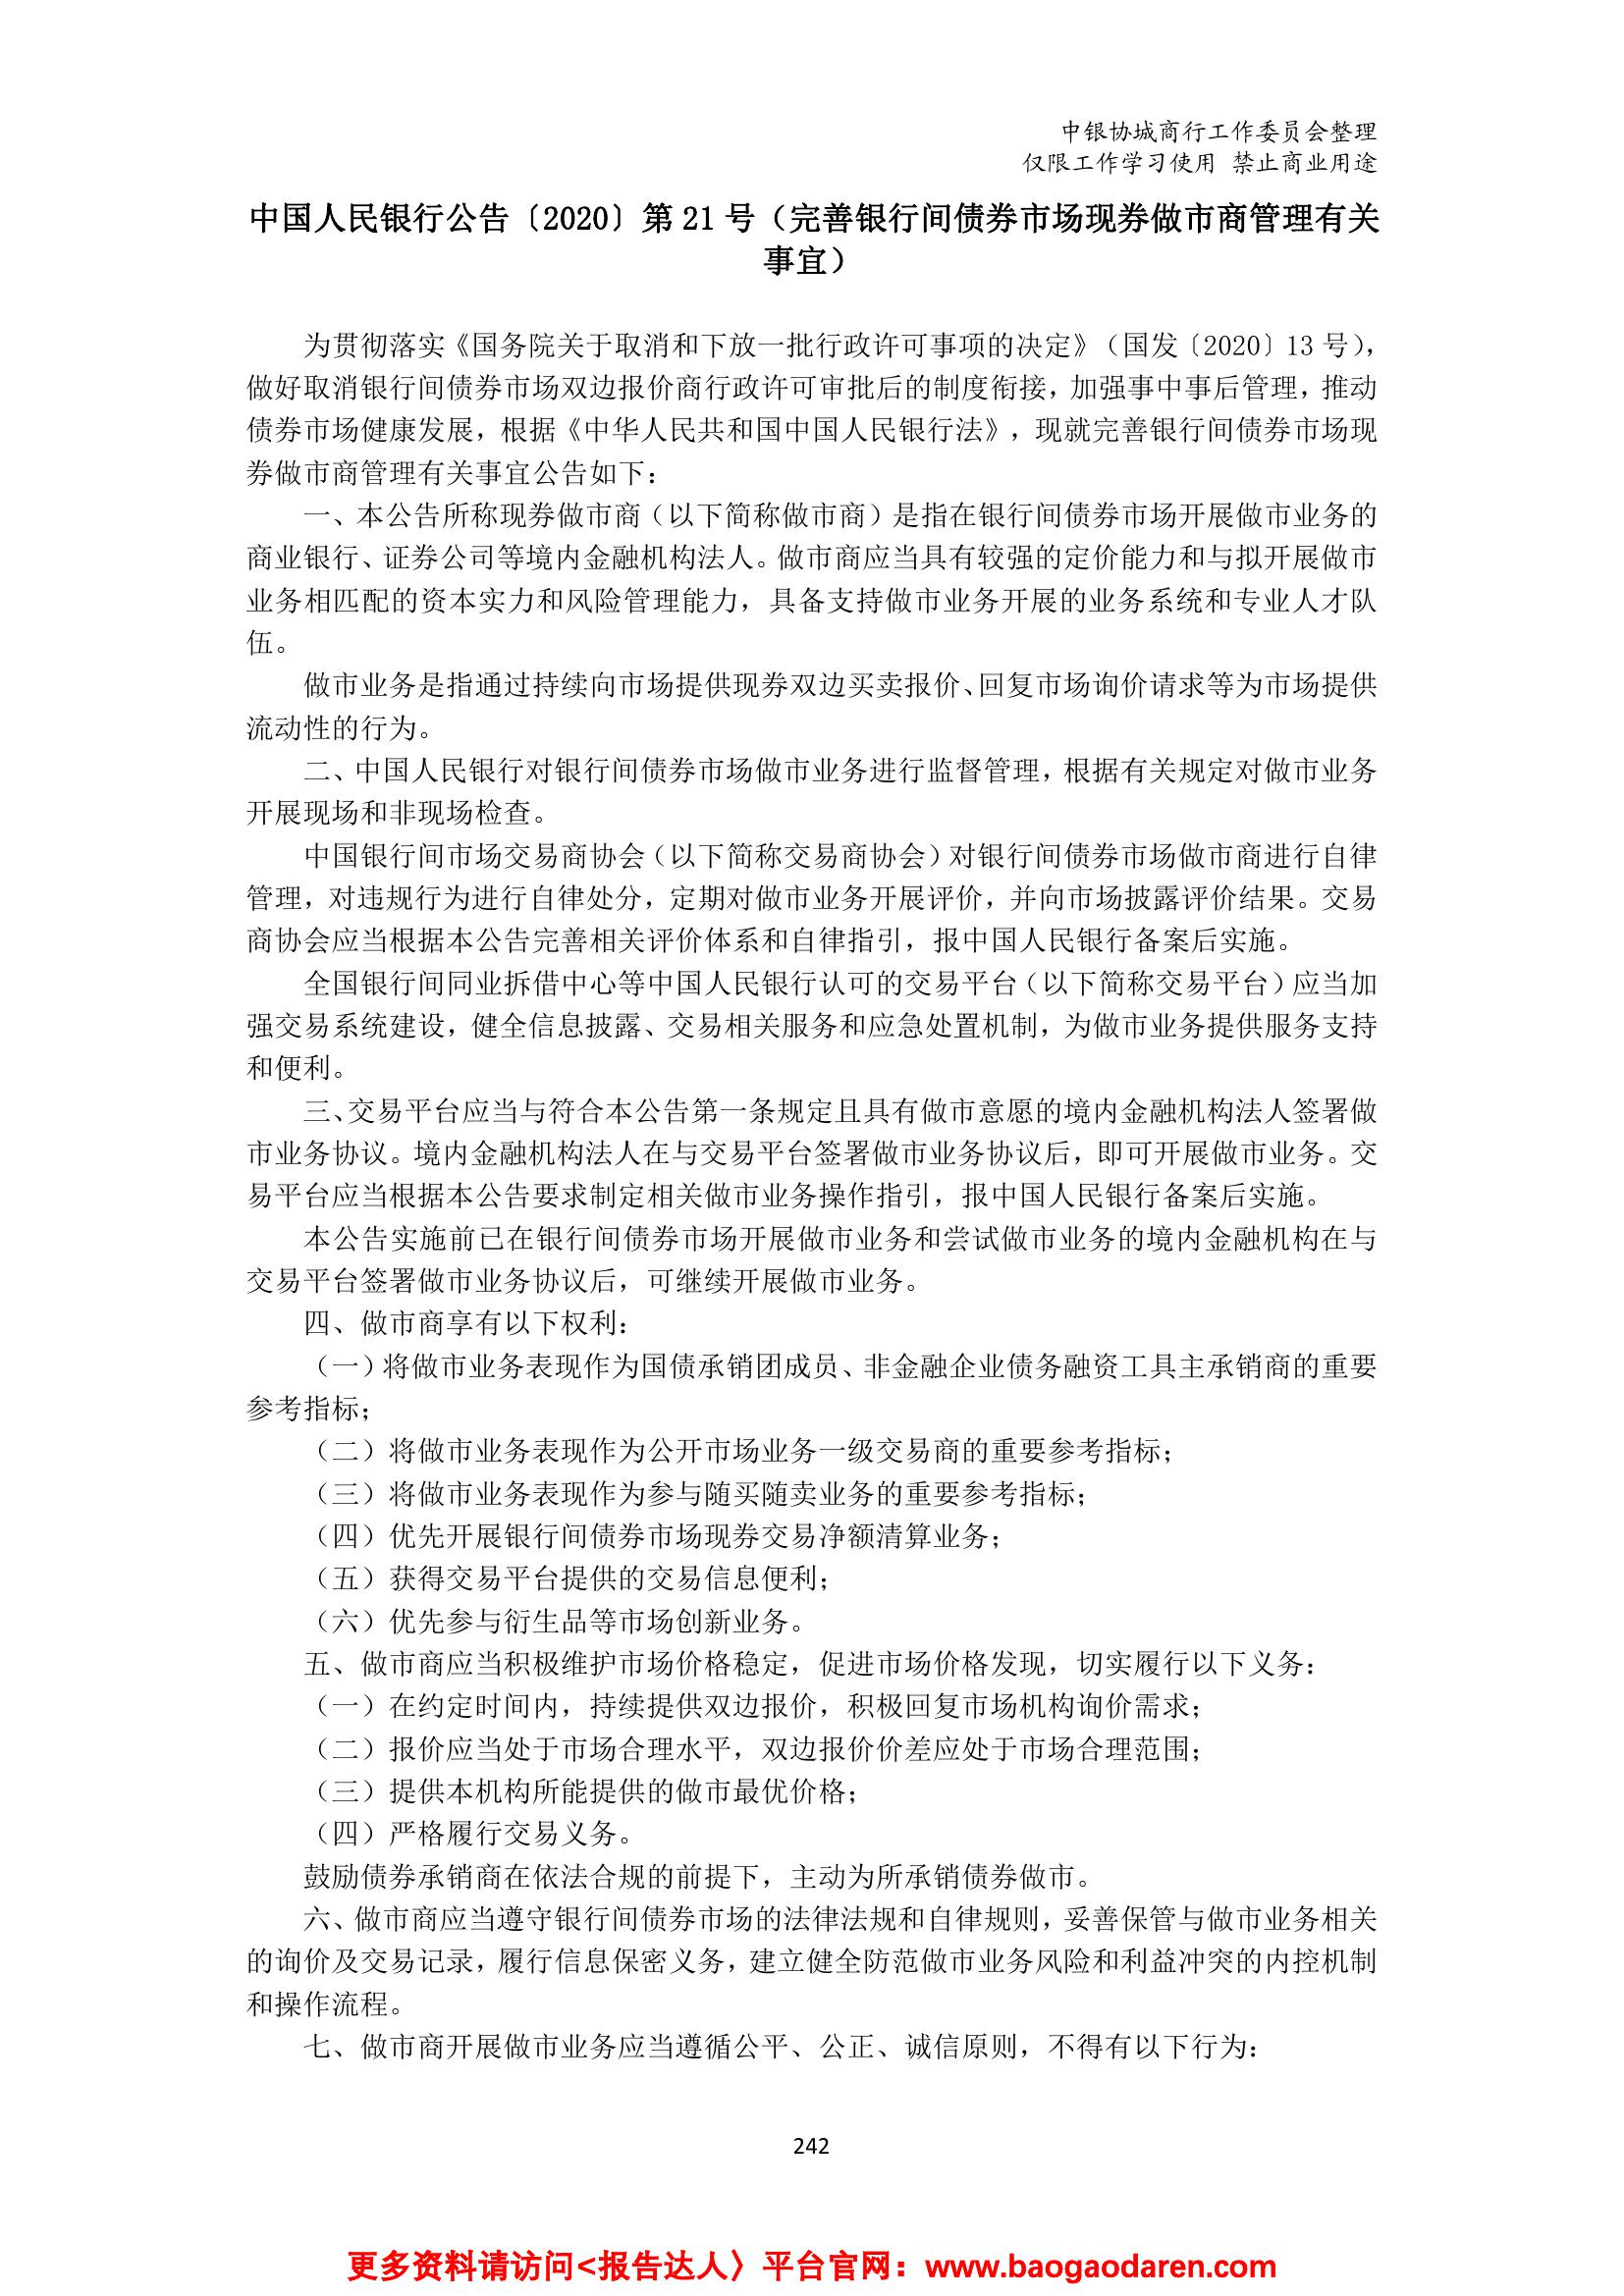 中银协城商行工作委员会整理
仅限工作学习使用 禁止商业用途
中国人民银行公告〔2020〕第 21 号（完善银行间债券市场现券做市商管理有关
事宜）
为贯彻落实《国务院关于取消和下放一批行政许可事项的决定》（国发〔2020〕13 号），
做好取消银行间债券市场双边报价商行政许可审批后的制度衔接，加强事中事后管理，推动
债券市场健康发展，根据《中华人民共和国中国人民银行法》，现就完善银行间债券市场现
券做市商管理有关事宜公告如下：
一、本公告所称现券做市商（以下简称做市商）是指在银行间债券市场开展做市业务的
商业银行、证券公司等境内金融机构法人。做市商应当具有较强的定价能力和与拟开展做市
业务相匹配的资本实力和风险管理能力，具备支持做市业务开展的业务系统和专业人才队
伍。
做市业务是指通过持续向市场提供现券双边买卖报价、回复市场询价请求等为市场提供
流动性的行为。
二、中国人民银行对银行间债券市场做市业务进行监督管理，根据有关规定对做市业务
开展现场和非现场检查。
中国银行间市场交易商协会（以下简称交易商协会）对银行间债券市场做市商进行自律
管理，对违规行为进行自律处分，定期对做市业务开展评价，并向市场披露评价结果。交易
商协会应当根据本公告完善相关评价体系和自律指引，报中国人民银行备案后实施。
全国银行间同业拆借中心等中国人民银行认可的交易平台（以下简称交易平台）应当加
强交易系统建设，健全信息披露、交易相关服务和应急处置机制，为做市业务提供服务支持
和便利。
三、交易平台应当与符合本公告第一条规定且具有做市意愿的境内金融机构法人签署做
市业务协议。境内金融机构法人在与交易平台签署做市业务协议后，即可开展做市业务。交
易平台应当根据本公告要求制定相关做市业务操作指引，报中国人民银行备案后实施。
本公告实施前已在银行间债券市场开展做市业务和尝试做市业务的境内金融机构在与
交易平台签署做市业务协议后，可继续开展做市业务。
四、做市商享有以下权利：
（一）将做市业务表现作为国债承销团成员、非金融企业债务融资工具主承销商的重要
参考指标；
（二）将做市业务表现作为公开市场业务一级交易商的重要参考指标；
（三）将做市业务表现作为参与随买随卖业务的重要参考指标；
（四）优先开展银行间债券市场现券交易净额清算业务；
（五）获得交易平台提供的交易信息便利；
（六）优先参与衍生品等市场创新业务。
五、做市商应当积极维护市场价格稳定，促进市场价格发现，切实履行以下义务：
（一）在约定时间内，持续提供双边报价，积极回复市场机构询价需求；
（二）报价应当处于市场合理水平，双边报价价差应处于市场合理范围；
（三）提供本机构所能提供的做市最优价格；
（四）严格履行交易义务。
鼓励债券承销商在依法合规的前提下，主动为所承销债券做市。
六、做市商应当遵守银行间债券市场的法律法规和自律规则，妥善保管与做市业务相关
的询价及交易记录，履行信息保密义务，建立健全防范做市业务风险和利益冲突的内控机制
和操作流程。
七、做市商开展做市业务应当遵循公平、公正、诚信原则，不得有以下行为：
242
更多资料请访问<报告达人〉平台官网：www.baogaodaren.com